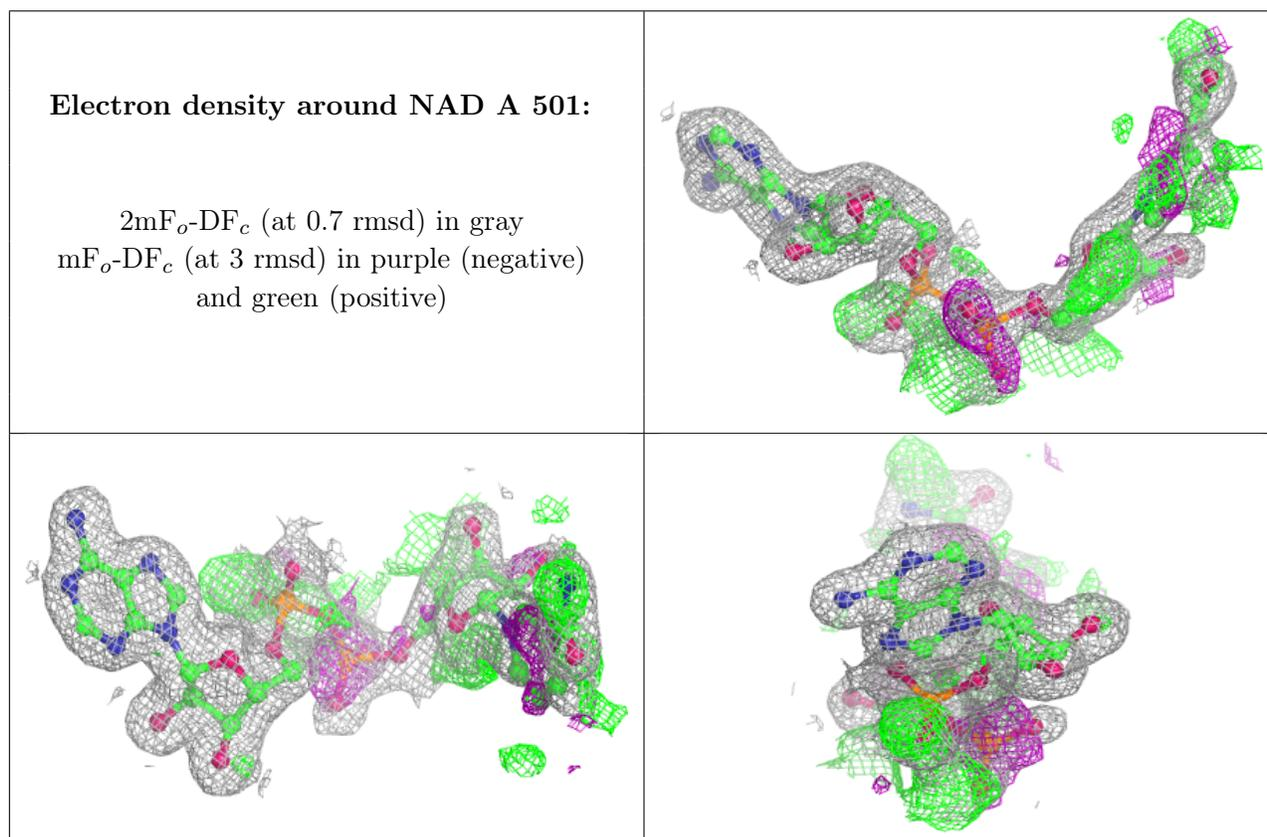 Electron density around NAD A 501:
2mFo-DFc (at 0.7 rmsd) in gray
mFo-DFc (at 3 rmsd) in purple (negative)
and green (positive)